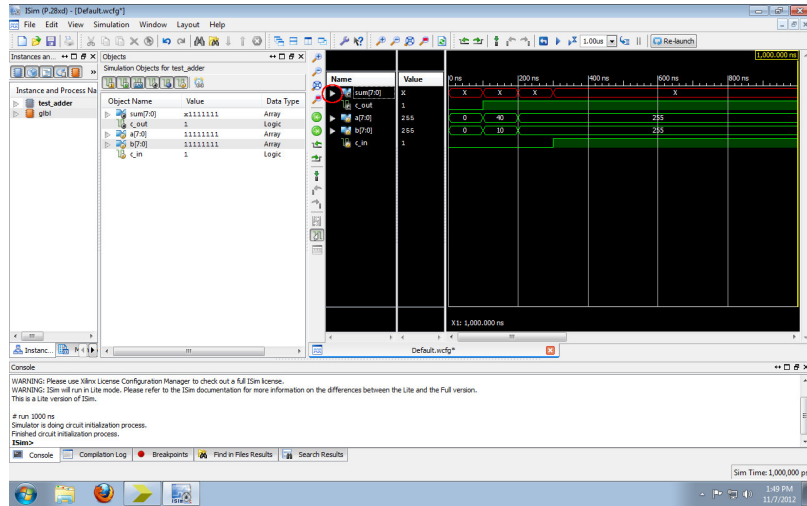 ISim (P.28xd) - [Default.wcfg*]
File Edit View Simulation Window Layout Help
1.00us Re-launch
Instances an...
Instance and Process Na
test_adder
glbl
Objects
Simulation Objects for test_adder
Object Name Value Data Type
sum[7:0] x1111111 Array
c_out 1 Logic
a[7:0] 11111111 Array
b[7:0] 11111111 Array
c_in 1 Logic
1,000.000 ns
Name Value 0 ns 200 ns 400 ns 600 ns 800 ns
sum[7:0] X X X X X
c_out 1
a[7:0] 255 0 40 255
b[7:0] 255 0 10 255
c_in 1
X1: 1,000.000 ns
Instanc...
Default.wcfg*
Console
WARNING: Please use Xilinx License Configuration Manager to check out a full ISim license.
WARNING: ISim will run in Lite mode. Please refer to the ISim documentation for more information on the differences between the Lite and the Full version.
This is a Lite version of ISim.
# run 1000 ns
Simulator is doing circuit initialization process.
Finished circuit initialization process.
ISim>
Console Compilation Log Breakpoints Find in Files Results Search Results
Sim Time: 1,000,000 ps
1:49 PM
11/7/2012